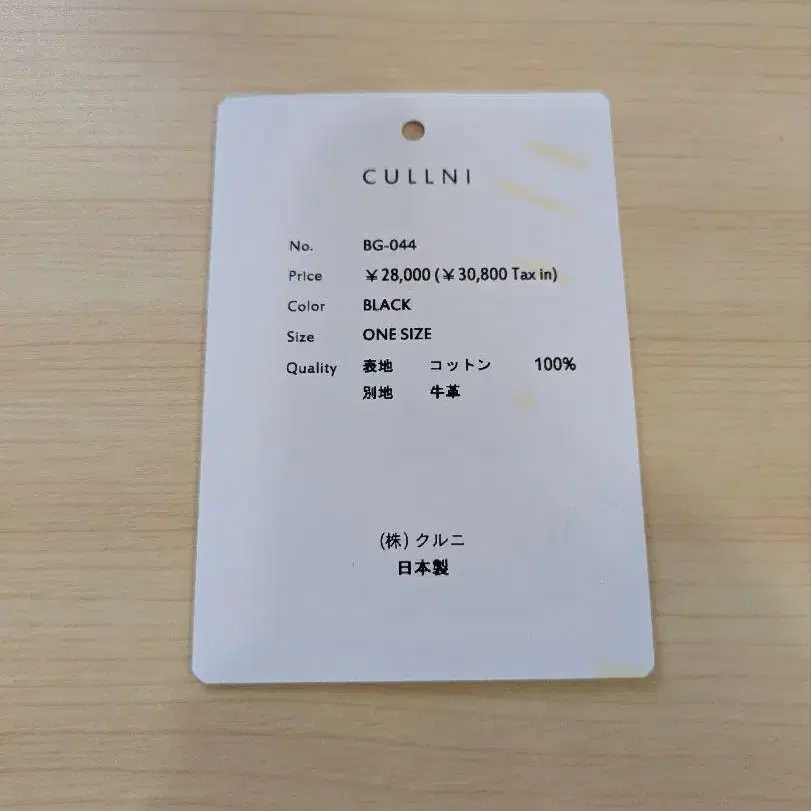 CULLNI
No. BG-044
Price ￥28,000 (￥30,800 Tax in)
Color BLACK
Size ONE SIZE
Quality 表地 コットン 100%
別地 牛革
(株) クルニ
日本製